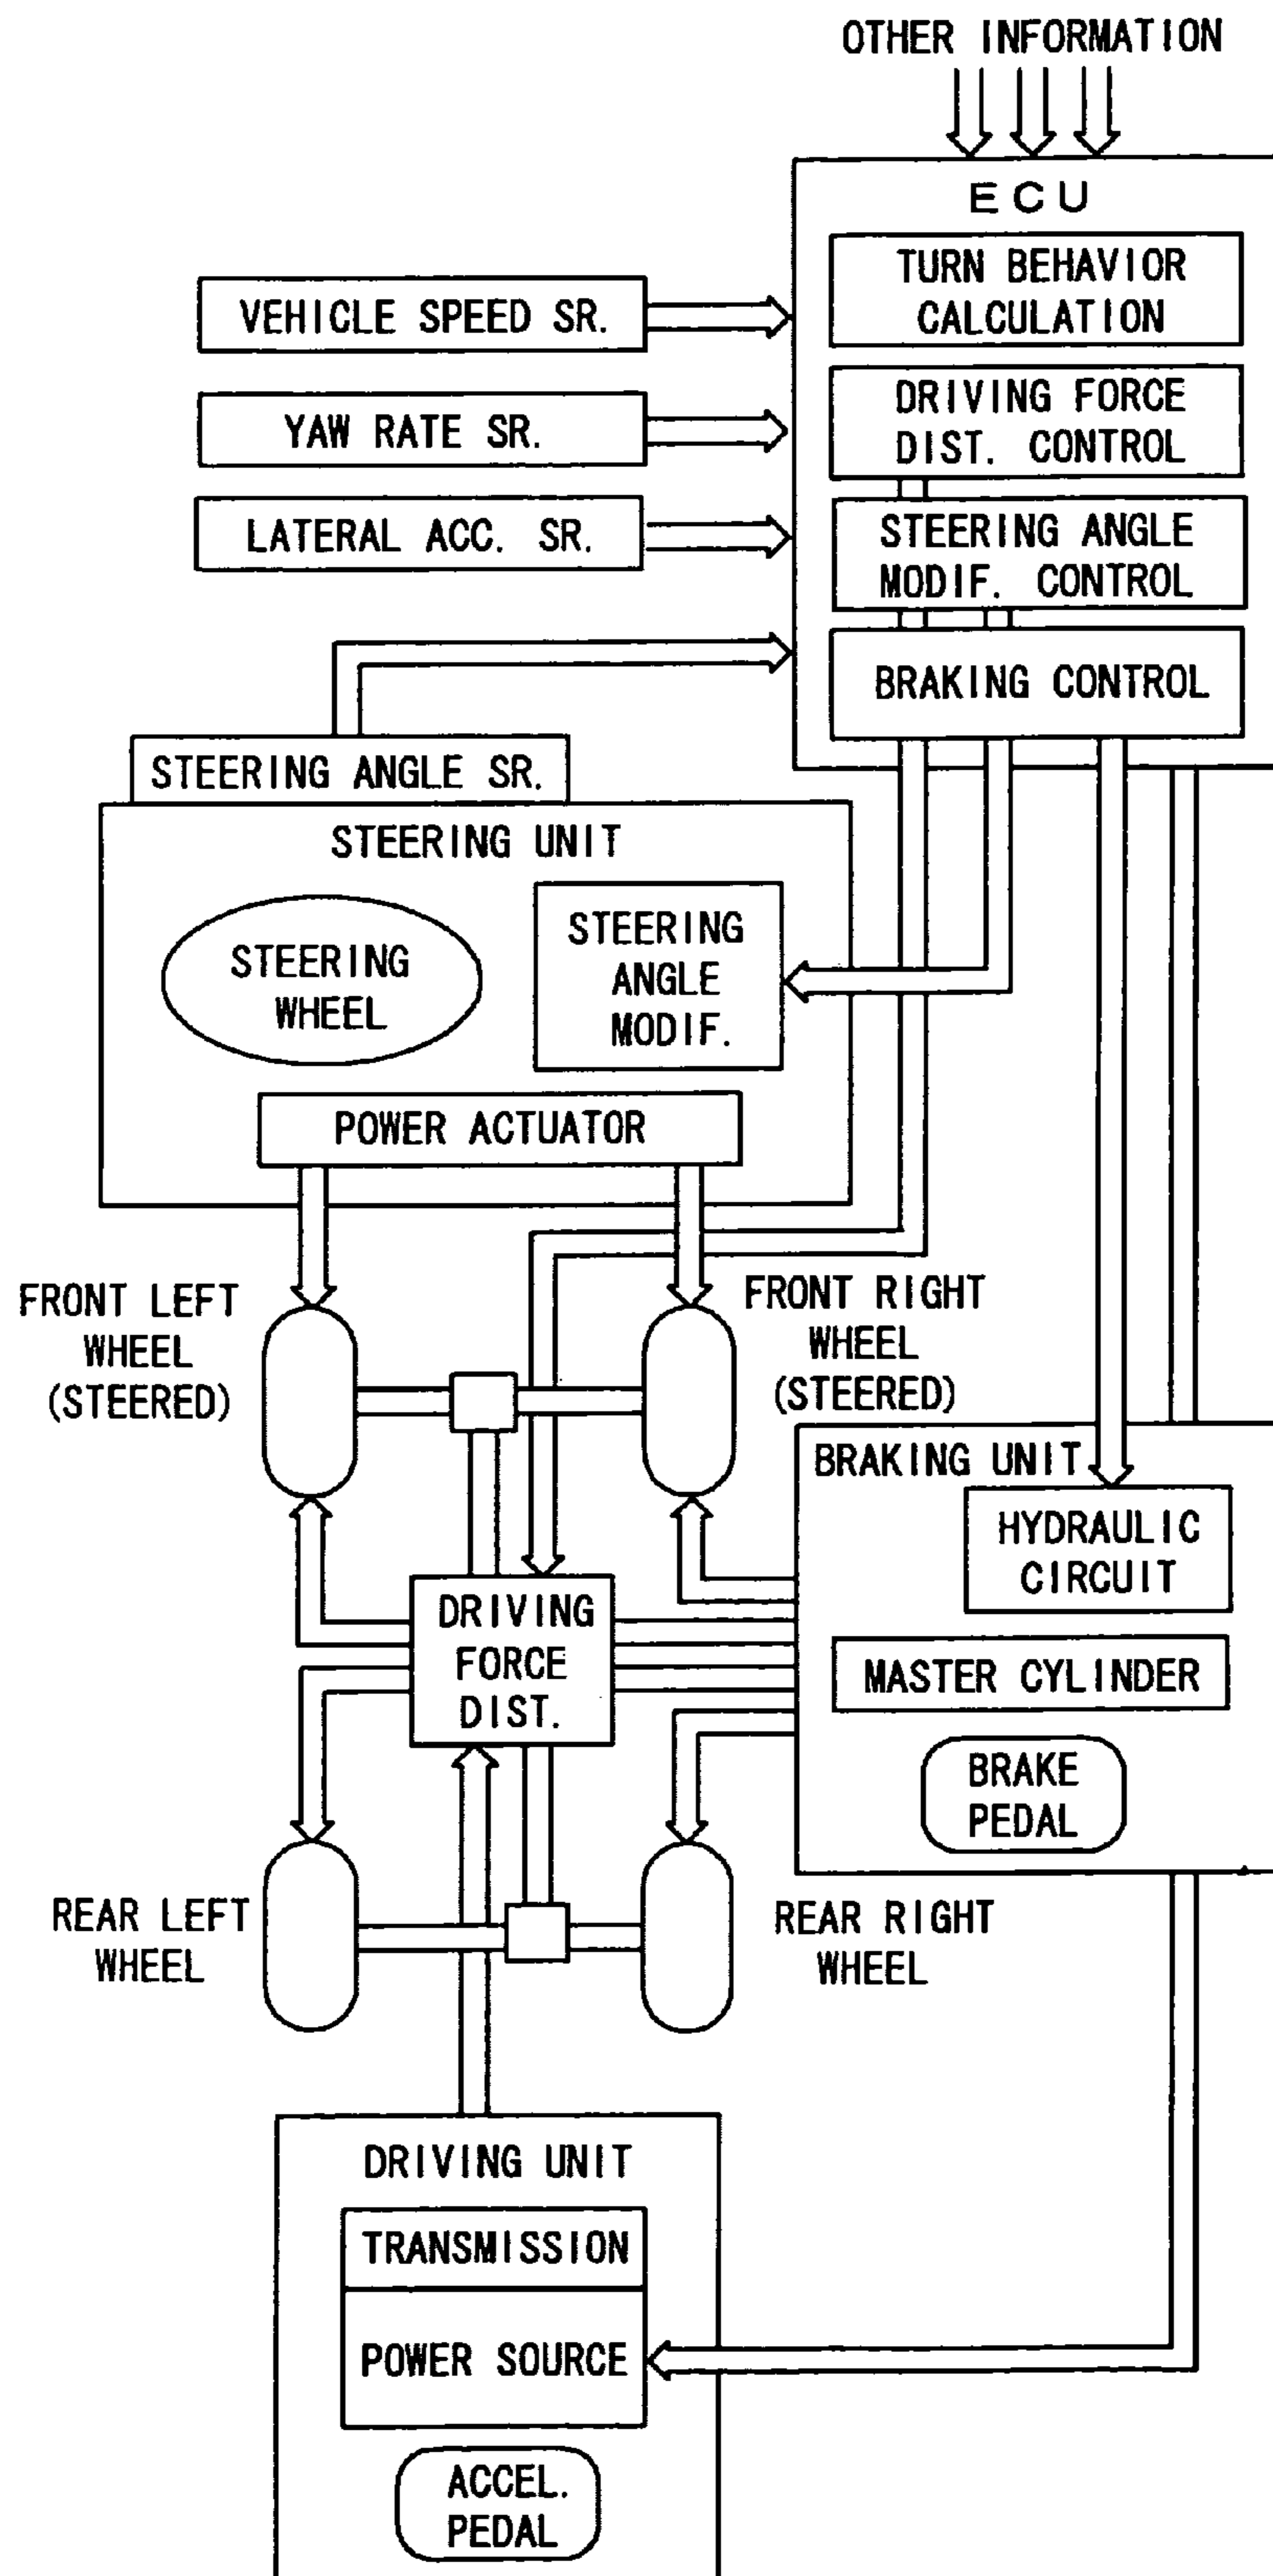 OTHER INFORMATION
ECU
TURN BEHAVIOR
CALCULATION
VEHICLE SPEED SR.
DRIVING FORCE
DIST. CONTROL
YAW RATE SR.
STEERING ANGLE
MODIF. CONTROL
LATERAL ACC. SR.
BRAKING CONTROL
STEERING ANGLE SR.
STEERING UNIT
STEERING
WHEEL
STEERING
ANGLE
MODIF.
POWER ACTUATOR
FRONT LEFT
WHEEL
(STEERED)
FRONT RIGHT
WHEEL
(STEERED)
BRAKING UNIT
HYDRAULIC
CIRCUIT
DRIVING
FORCE
DIST.
MASTER CYLINDER
BRAKE
PEDAL
REAR LEFT
WHEEL
REAR RIGHT
WHEEL
DRIVING UNIT
TRANSMISSION
POWER SOURCE
ACCEL.
PEDAL